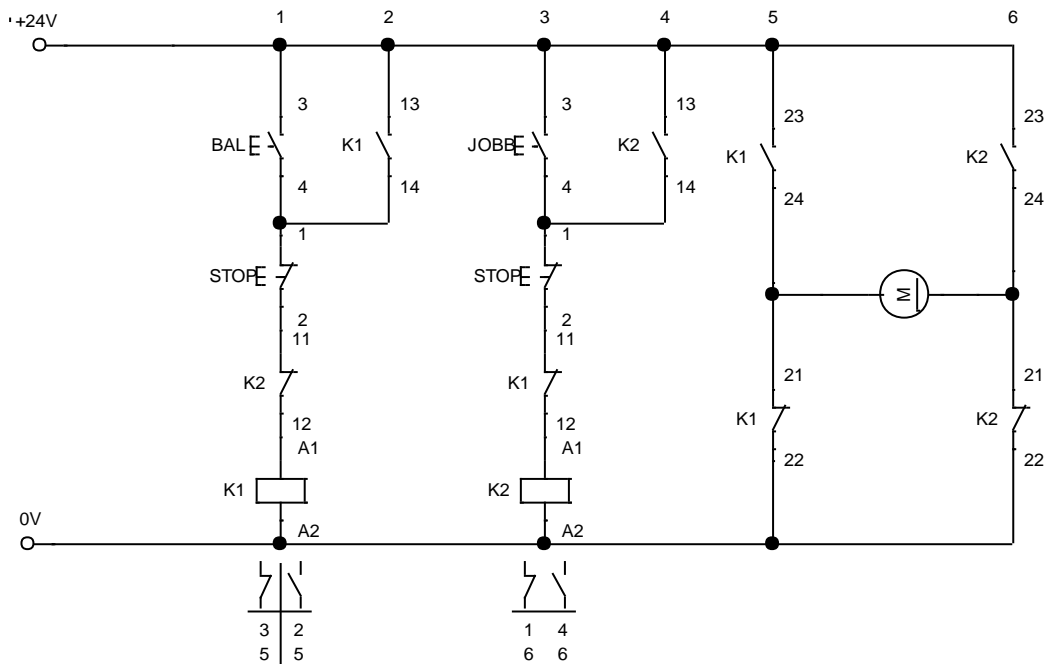 +24V 1 2 3 4 5 6
3 13 3 13 23 23
BAL K1 JOBB K2 K1 K2
4 14 4 14 24 24
1 1
STOP STOP
M
2 2
11 11
21 21
K2 K1 K1 K2
12 12
A1 A1 22 22
K1 K2
0V A2 A2
3 2 1 4
5 5 6 6